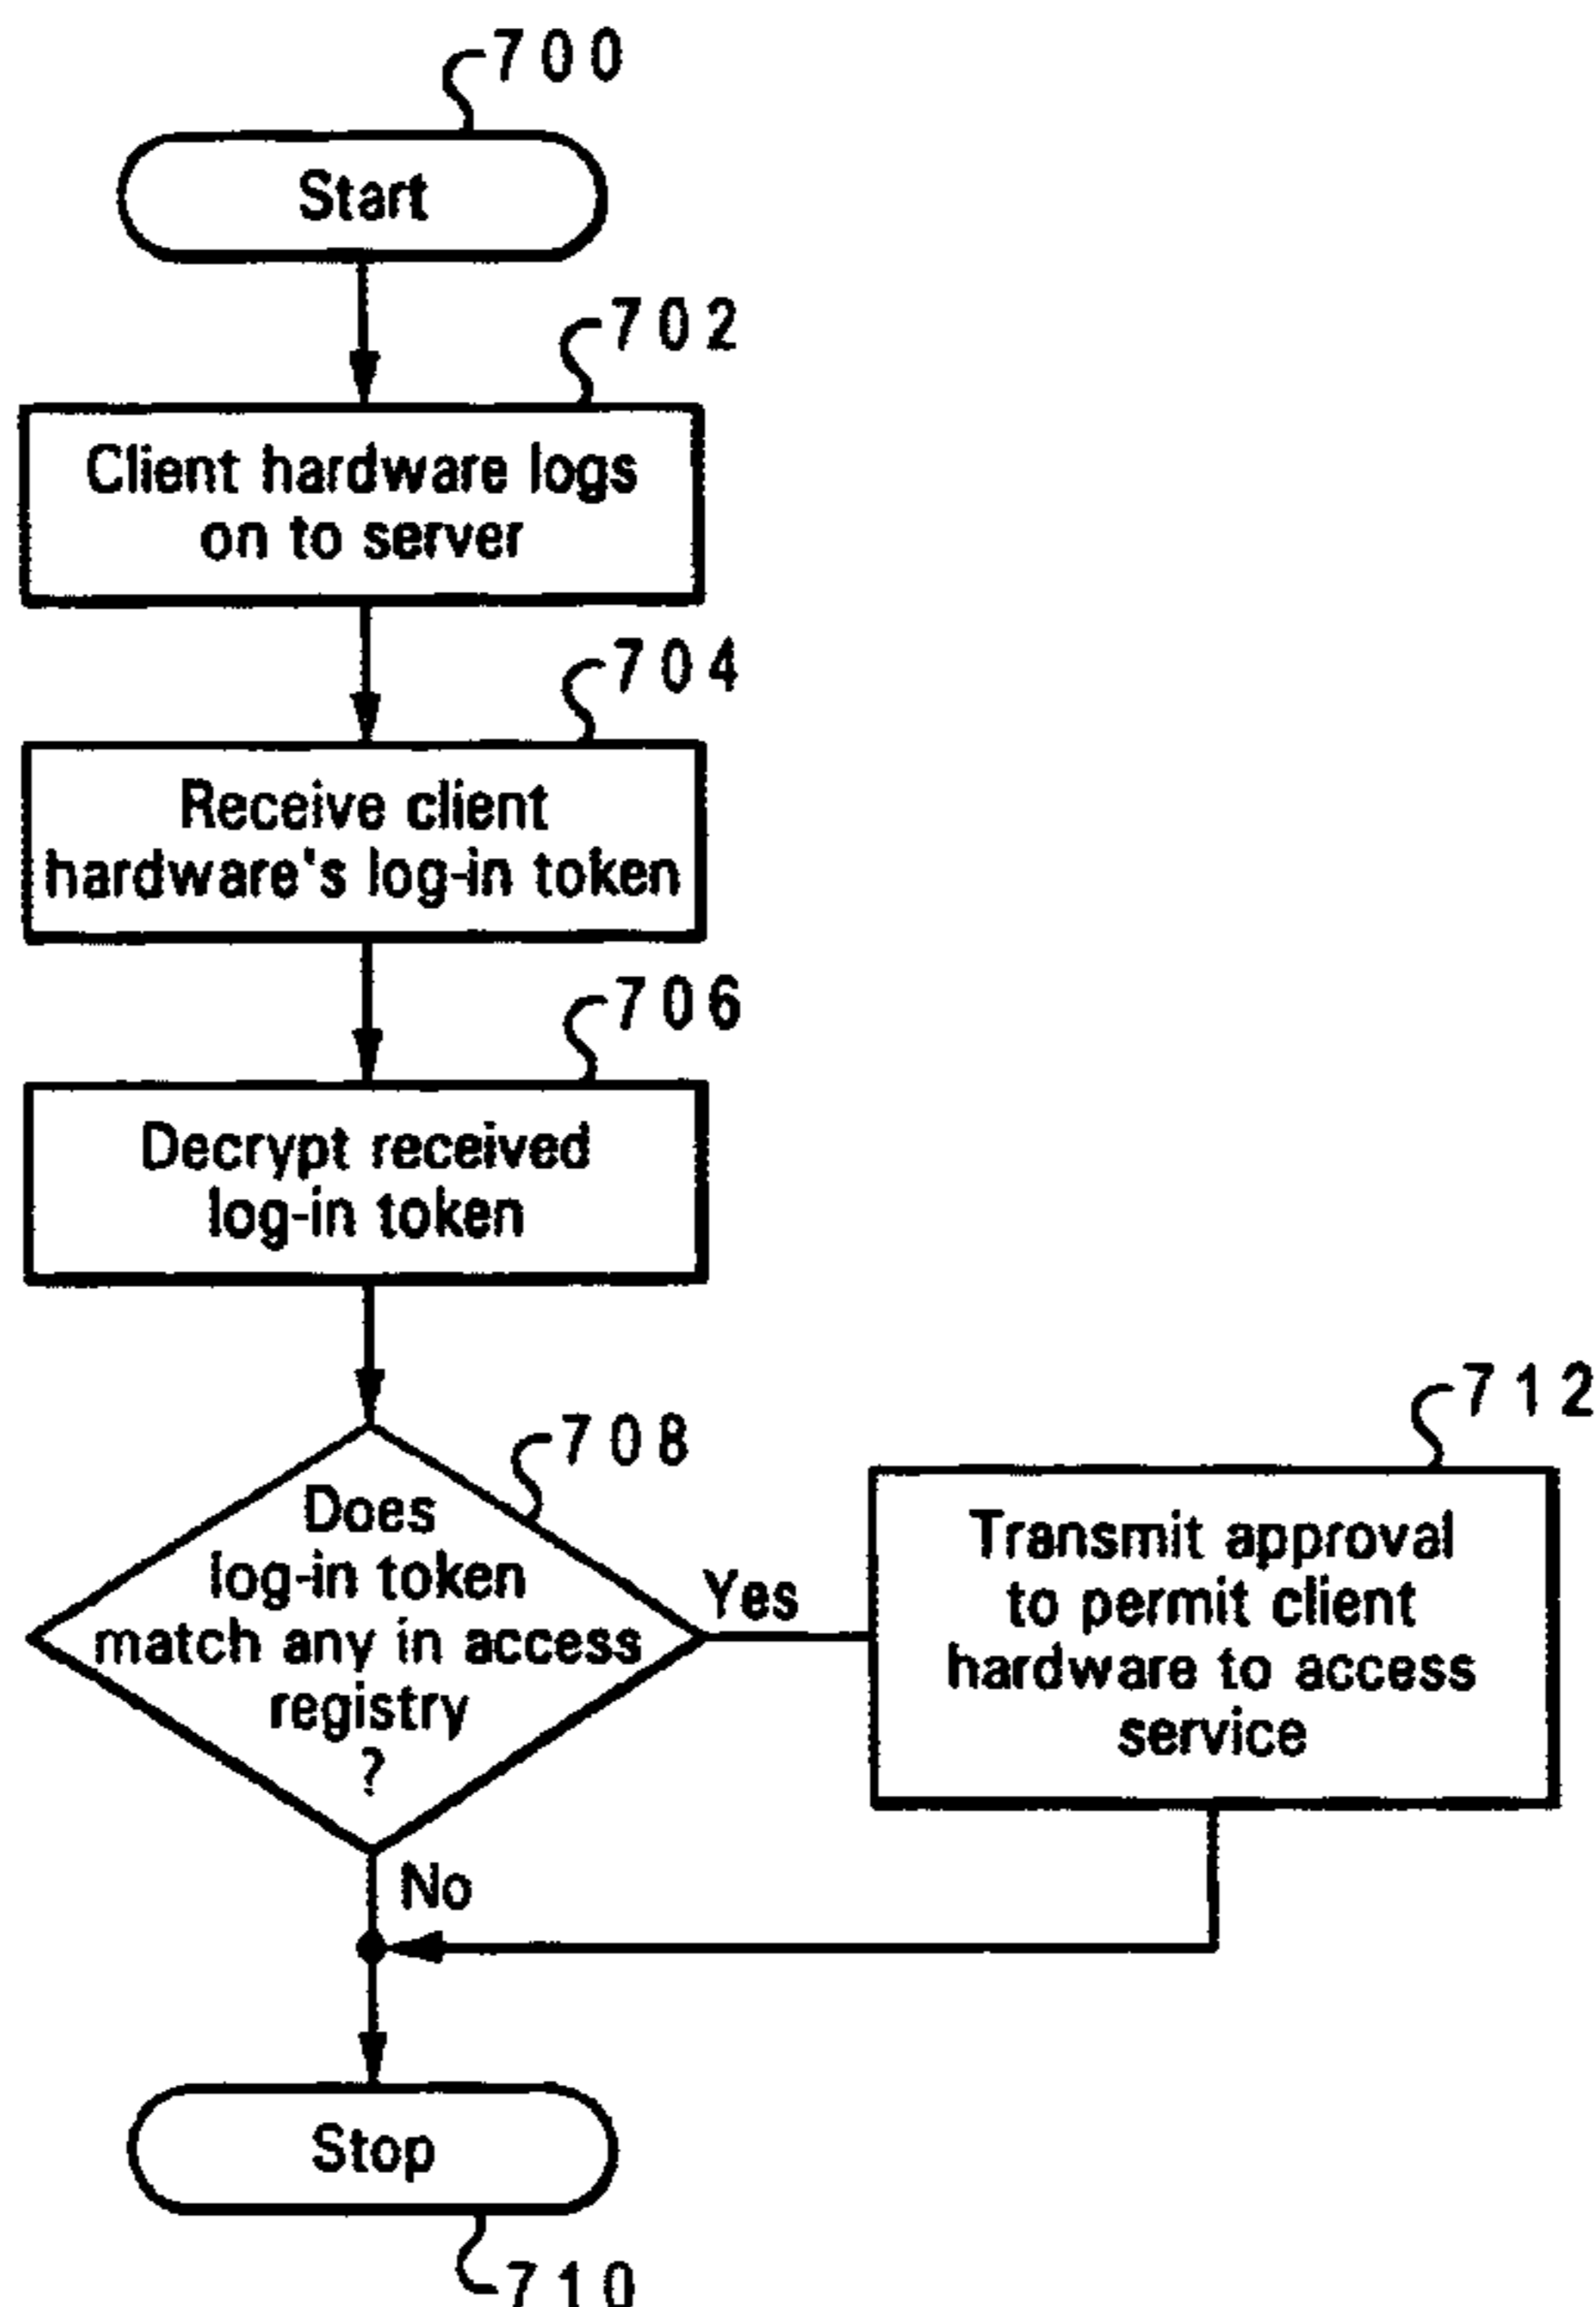 700
Start
702
Client hardware logs
on to server
704
Receive client
hardware's log-in token
706
Decrypt received
log-in token
708
Does
log-in token
match any in access
registry
?
Yes
712
Transmit approval
to permit client
hardware to access
service
No
Stop
710